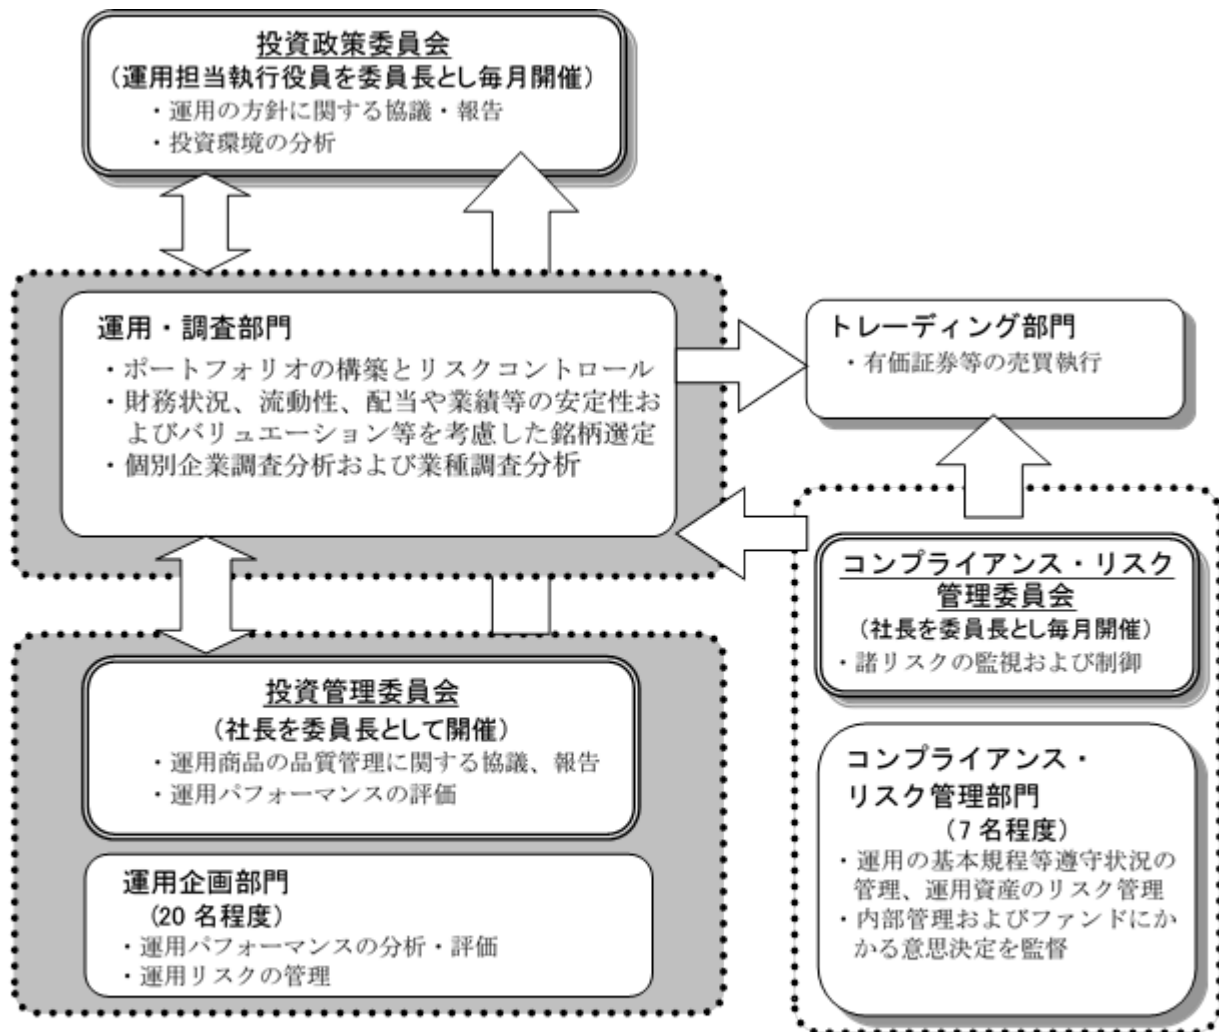 投資政策委員会
（運用担当執行役員を委員長とし毎月開催）
・運用の方針に関する協議・報告
・投資環境の分析
運用・調査部門
・ポートフォリオの構築とリスクコントロール
・財務状況、流動性、配当や業績等の安定性お
よびバリュエーション等を考慮した銘柄選定
・個別企業調査分析および業種調査分析
トレーディング部門
・有価証券等の売買執行
投資管理委員会
（社長を委員長として開催）
・運用商品の品質管理に関する協議、報告
・運用パフォーマンスの評価
運用企画部門
（20 名程度）
・運用パフォーマンスの分析・評価
・運用リスクの管理
コンプライアンス・リスク
管理委員会
（社長を委員長とし毎月開催）
・諸リスクの監視および制御
コンプライアンス・
リスク管理部門
（7 名程度）
・運用の基本規程等遵守状況の
管理、運用資産のリスク管理
・内部管理およびファンドにか
かる意思決定を監督